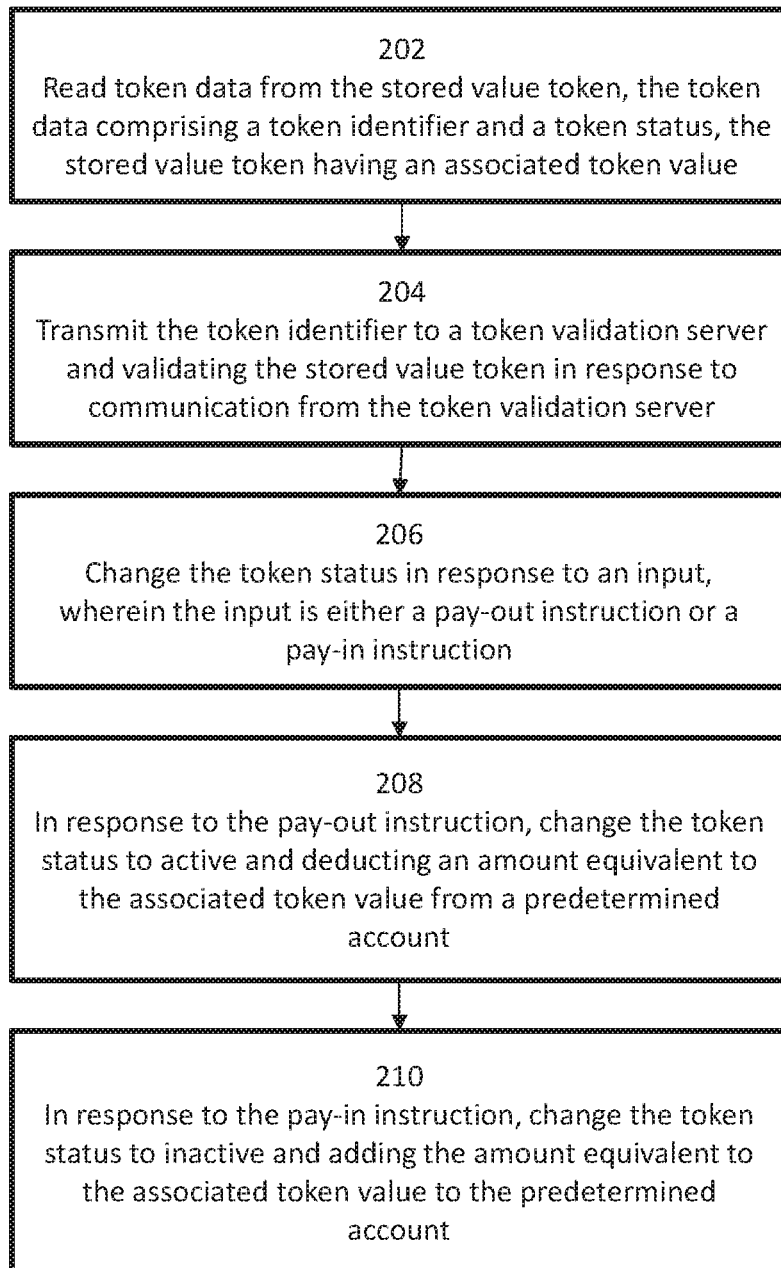 202
Read token data from the stored value token, the token
data comprising a token identifier and a token status, the
stored value token having an associated token value
204
Transmit the token identifier to a token validation server
and validating the stored value token in response to
communication from the token validation server
206
Change the token status in response to an input,
wherein the input is either a pay-out instruction or a
pay-in instruction
208
In response to the pay-out instruction, change the token
status to active and deducting an amount equivalent to
the associated token value from a predetermined
account
210
In response to the pay-in instruction, change the token
status to inactive and adding the amount equivalent to
the associated token value to the predetermined
account